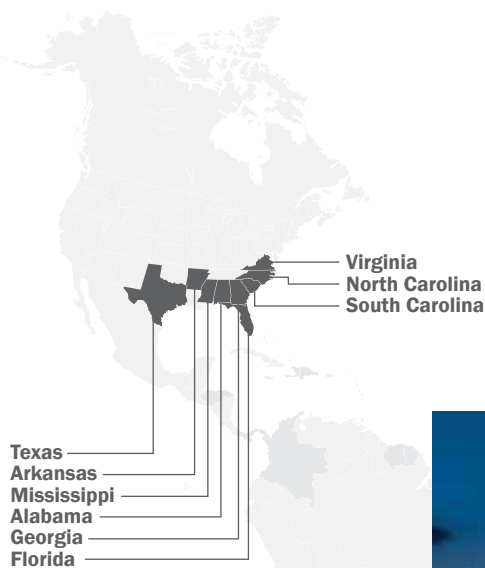 Virginia
North Carolina
South Carolina
Texas
Arkansas
Mississippi
Alabama
Georgia
Florida